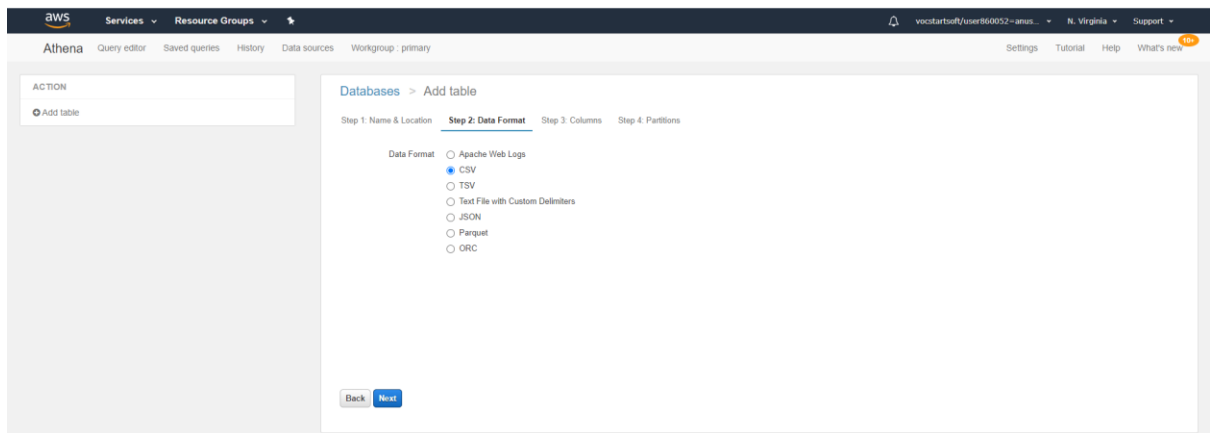 aws Services Resource Groups vocstartsoft/user860052=anus... N. Virginia Support
Athena Query editor Saved queries History Data sources Workgroup : primary Settings Tutorial Help What's new 10+
ACTION
Add table
Databases > Add table
Step 1: Name & Location Step 2: Data Format Step 3: Columns Step 4: Partitions
Data Format Apache Web Logs
CSV
TSV
Text File with Custom Delimiters
JSON
Parquet
ORC
Back Next